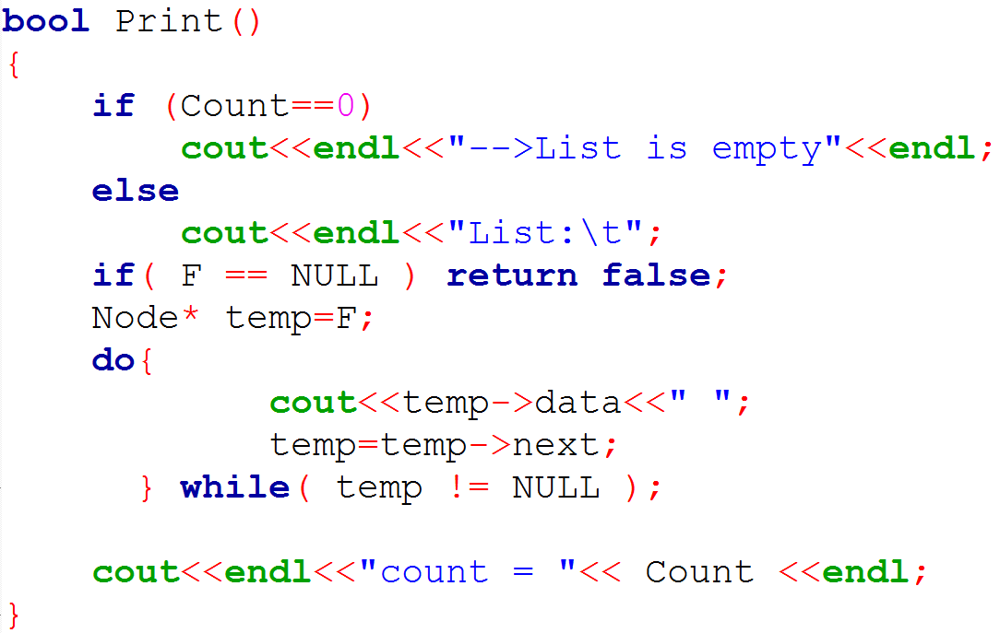 bool Print()
{
if (Count==0)
cout<<endl<<"-->List is empty"<<endl;
else
cout<<endl<<"List:\t";
if( F == NULL ) return false;
Node* temp=F;
do{
cout<<temp->data<<" ";
temp=temp->next;
} while( temp != NULL );
cout<<endl<<"count = "<< Count <<endl;
}